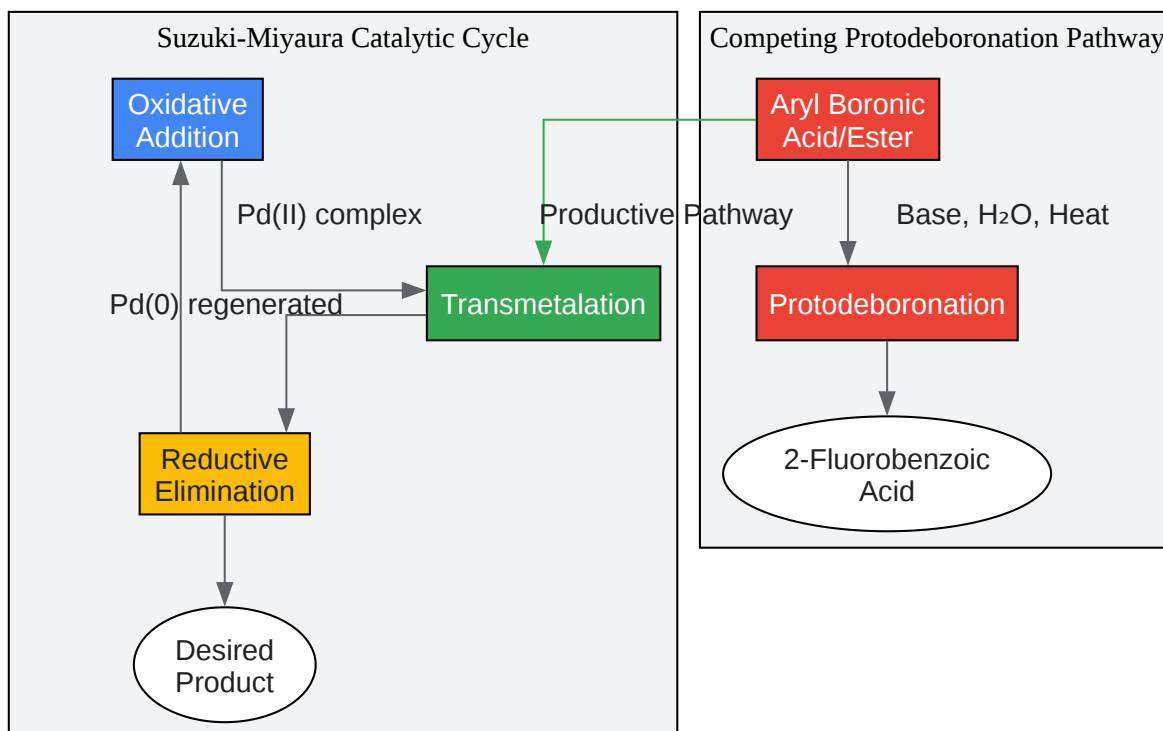 Suzuki-Miyaura Catalytic Cycle
Oxidative
Addition
Pd(II) complex
Productive Pathway
Pd(0) regenerated
Transmetalation
Reductive
Elimination
Desired
Product
Competing Protodeboronation Pathway
Aryl Boronic
Acid/Ester
Base, H₂O, Heat
Protodeboronation
2-Fluorobenzoic
Acid